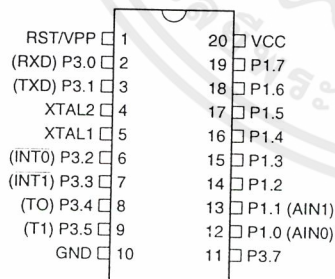 RST/VPP 1 20 VCC
(RXD) P3.0 2 19 P1.7
(TXD) P3.1 3 18 P1.6
XTAL2 4 17 P1.5
XTAL1 5 16 P1.4
(INT0) P3.2 6 15 P1.3
(INT1) P3.3 7 14 P1.2
(TO) P3.4 8 13 P1.1 (AIN1)
(T1) P3.5 9 12 P1.0 (AIN0)
GND 10 11 P3.7